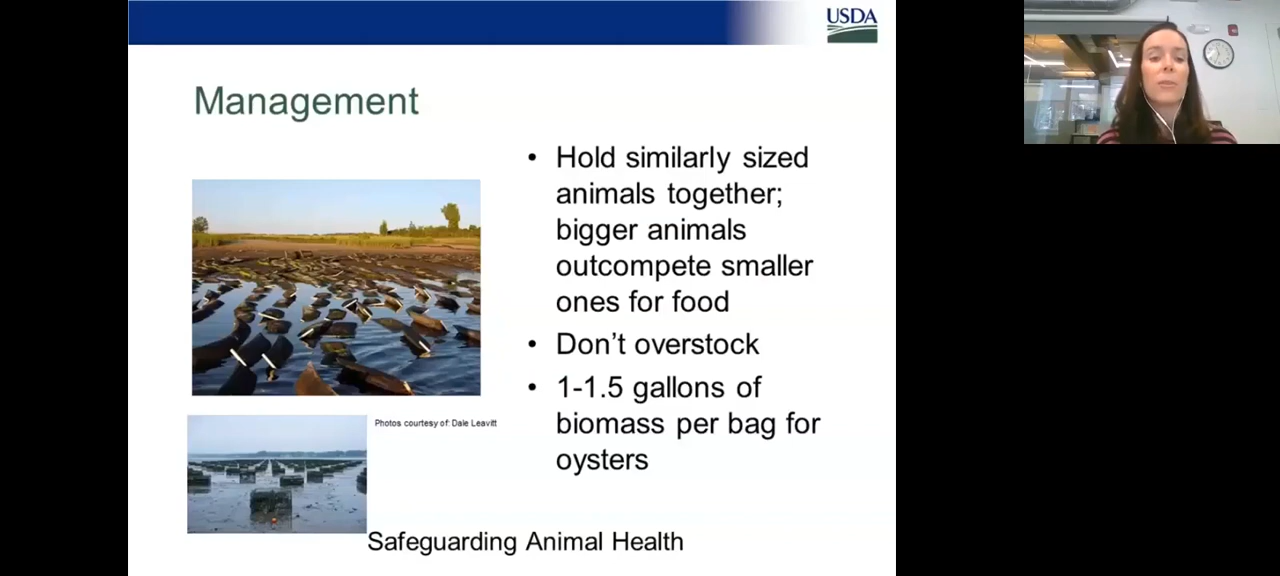 USDA
Management
• Hold similarly sized
animals together;
bigger animals
outcompete smaller
ones for food
• Don't overstock
• 1-1.5 gallons of
biomass per bag for
oysters
Photos courtesy of: Dale Leavitt
Safeguarding Animal Health